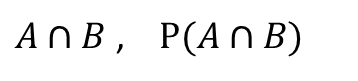 𝐴 ∩ 𝐵 , P(𝐴 ∩ 𝐵)